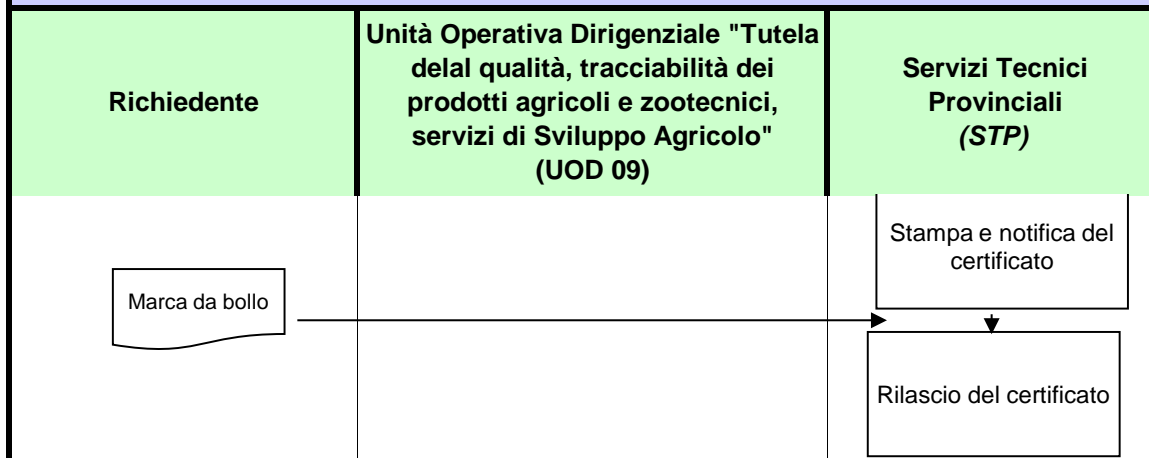 Richiedente
Unità Operativa Dirigenziale "Tutela
delal qualità, tracciabilità dei
prodotti agricoli e zootecnici,
servizi di Sviluppo Agricolo"
(UOD 09)
Servizi Tecnici
Provinciali
(STP)
Stampa e notifica del
certificato
Marca da bollo
Rilascio del certificato